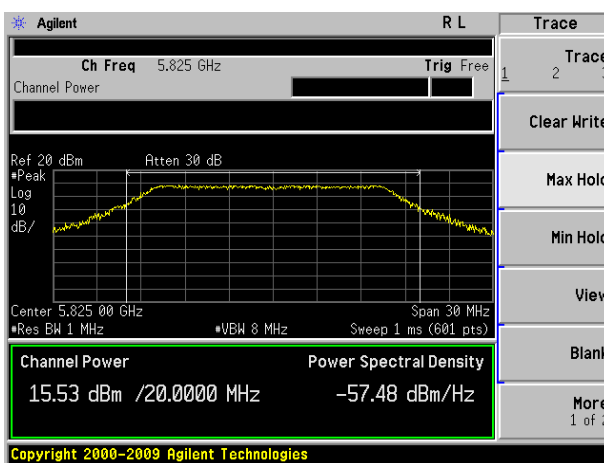 Agilent R L Trace
Ch Freq 5.825 GHz Trig Free
Channel Power
Trace
1 2
Clear Write
Max Hold
Min Hold
View
Blank
More
1 of 2
Ref 20 dBm Atten 30 dB
#Peak
Log
10
dB/
Center 5.825 00 GHz Span 30 MHz
#Res BW 1 MHz #VBW 8 MHz Sweep 1 ms (601 pts)
Channel Power Power Spectral Density
15.53 dBm /20.0000 MHz -57.48 dBm/Hz
Copyright 2000-2009 Agilent Technologies